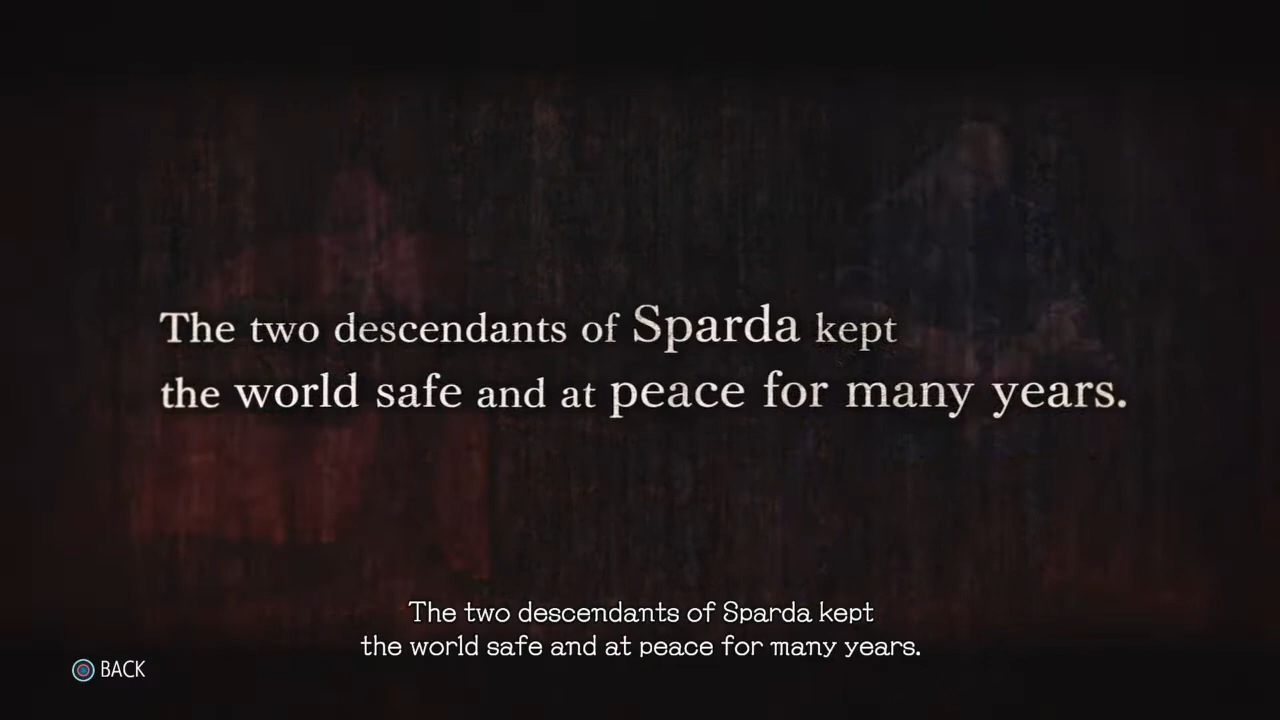 The two descendants of Sparda kept
the world safe and at peace for many years.
The two descendants of Sparda kept
the world safe and at peace for many years.
BACK